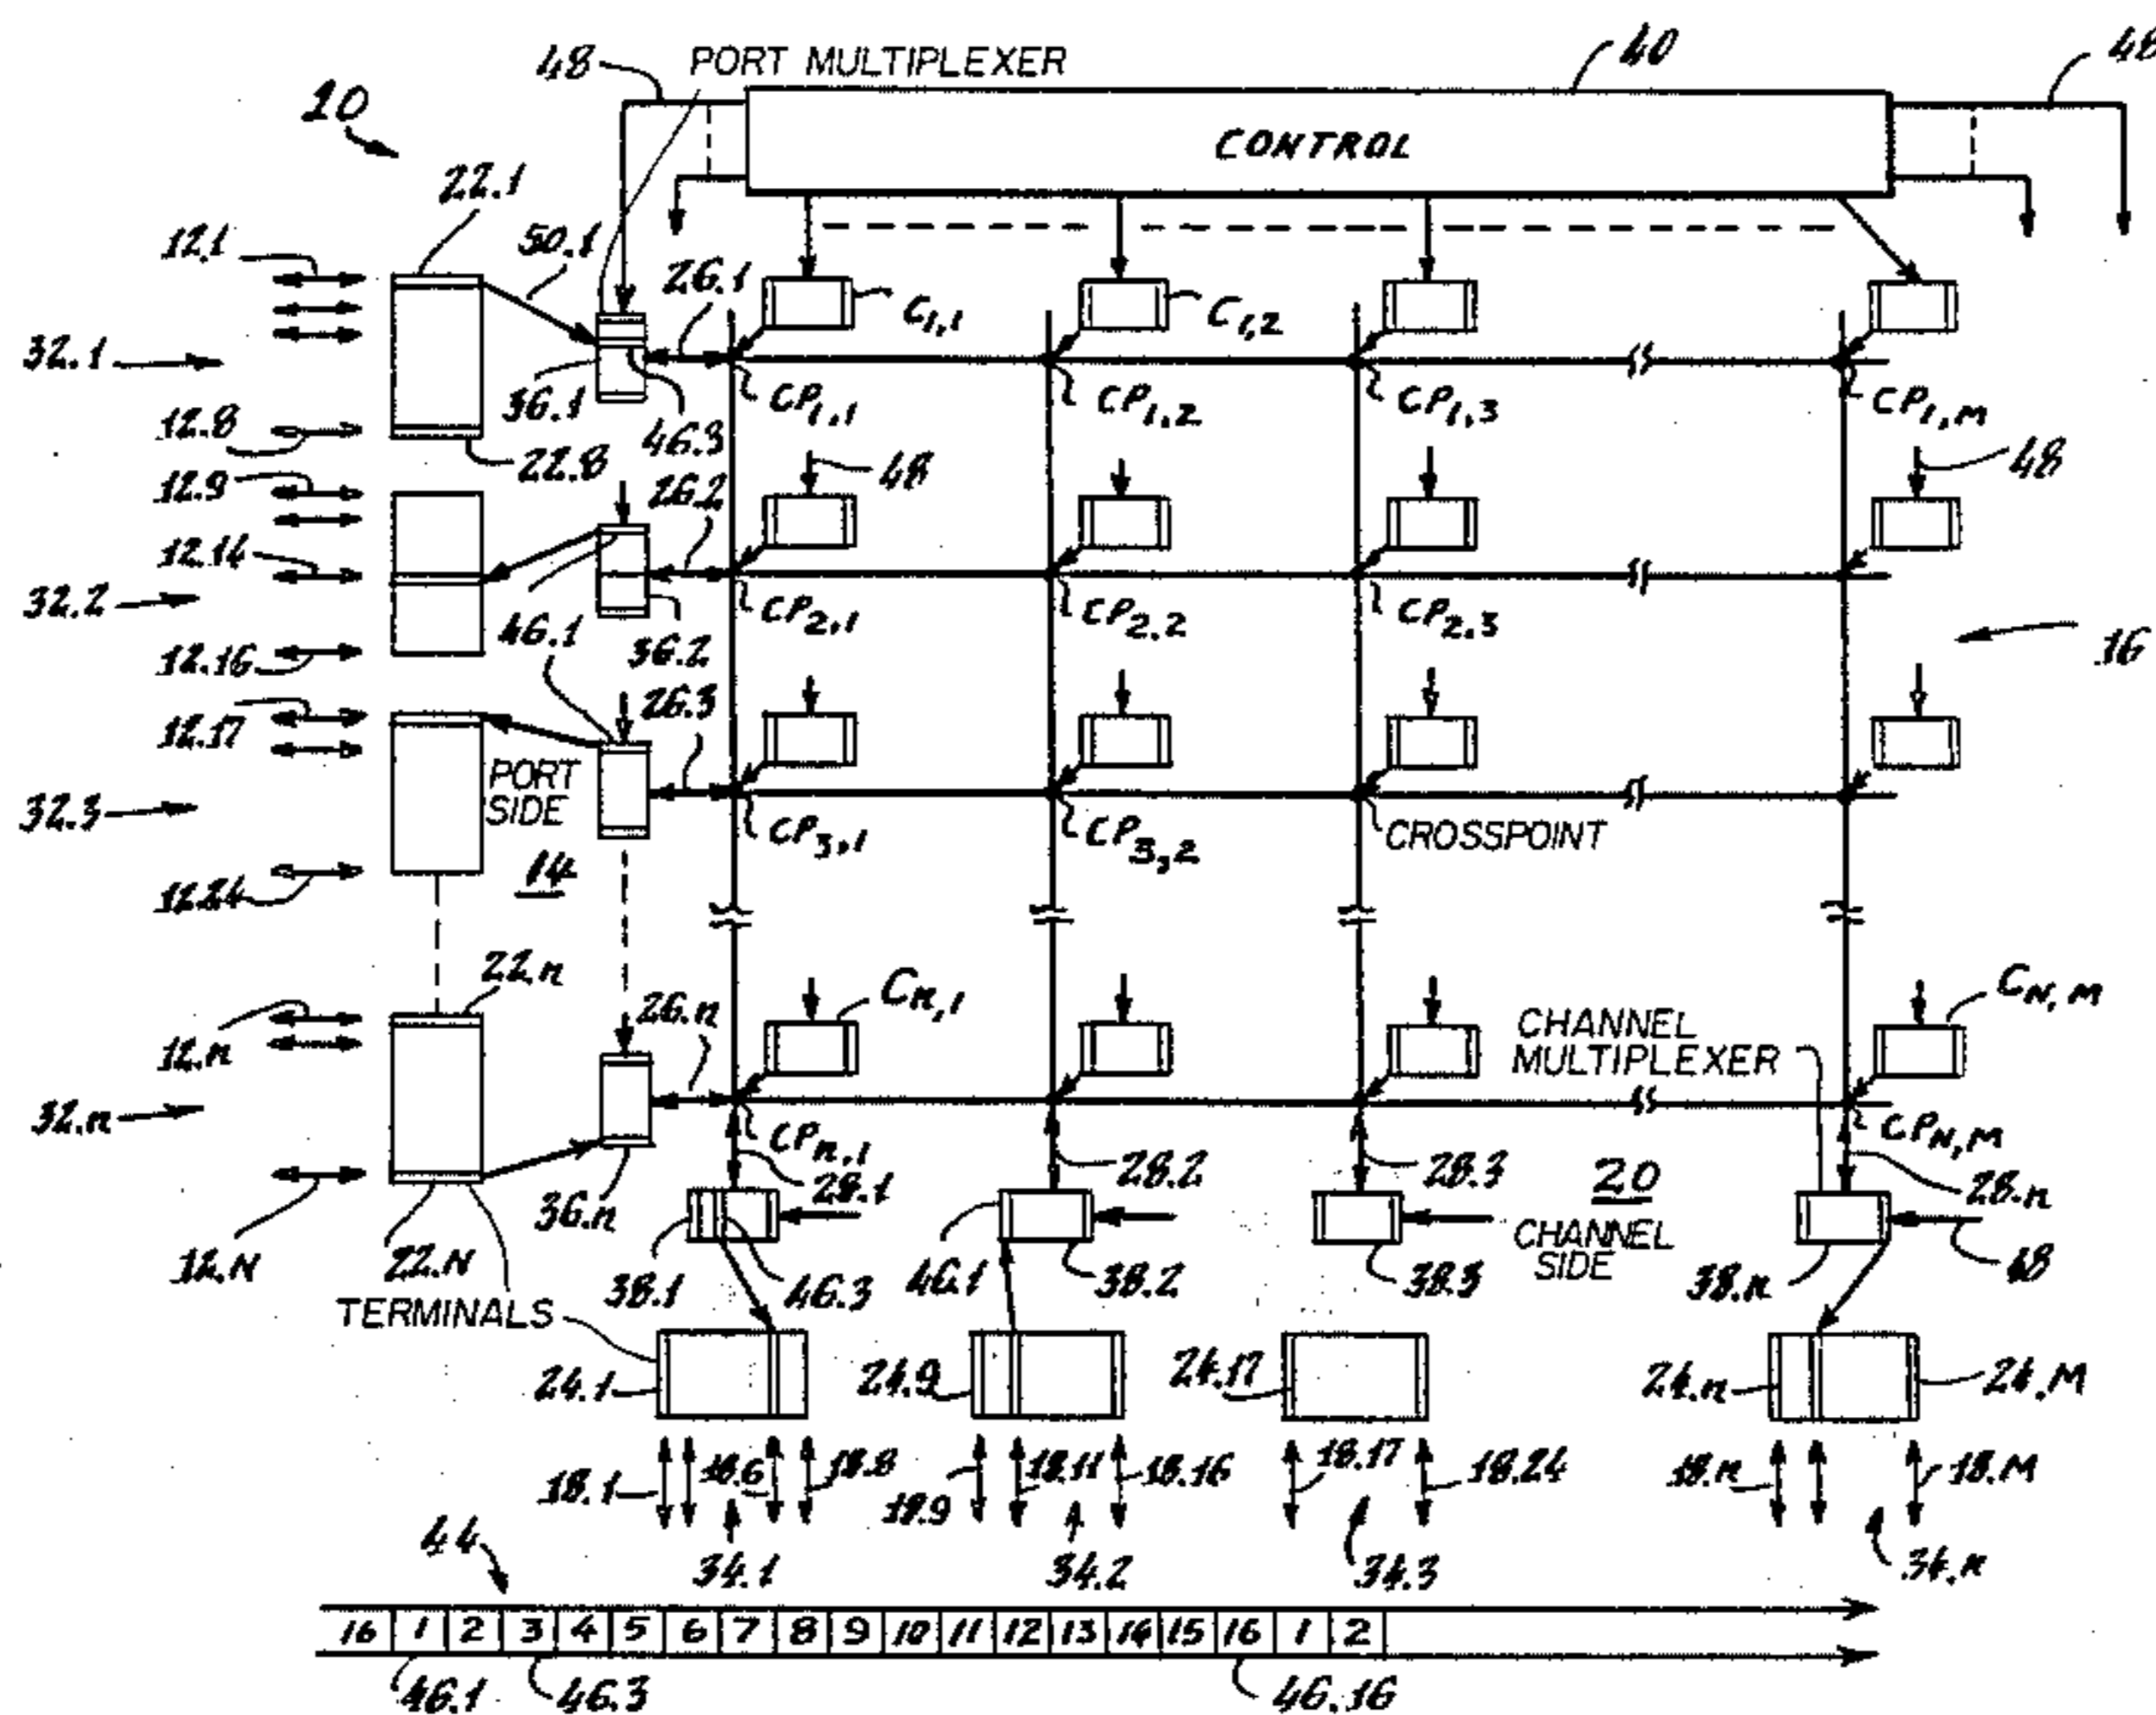 48
PORT MULTIPLEXER
40
48
10
CONTROL
22.1
50.1
12.1
26.1
C1,1
C1,2
32.1
36.1
CP1,1
CP1,2
CP1,3
CP1,M
12.8
46.3
22.8
48
48
12.9
26.2
12.14
32.2
CP2,1
CP2,2
CP2,3
46.1
36.2
16
12.16
12.17
26.3
PORT
SIDE
32.3
CP3,1
CP3,2
CROSSPOINT
14
12.24
22.n
26.n
Cn,1
CN,M
CHANNEL
MULTIPLEXER
12.n
32.n
CPn,1
CPN,M
28.1
28.2
28.3
20
28.n
12.N
22.N
36.n
CHANNEL
SIDE
38.1
46.3
46.1
38.2
38.3
38.n
48
TERMINALS
24.1
24.9
24.17
24.n
24.M
18.1
18.6
18.8
18.9
18.11
18.16
18.17
18.24
18.n
18.M
44
34.1
34.2
34.3
34.n
16 1 2 3 4 5 6 7 8 9 10 11 12 13 14 15 16 1 2
46.1
46.3
46.16